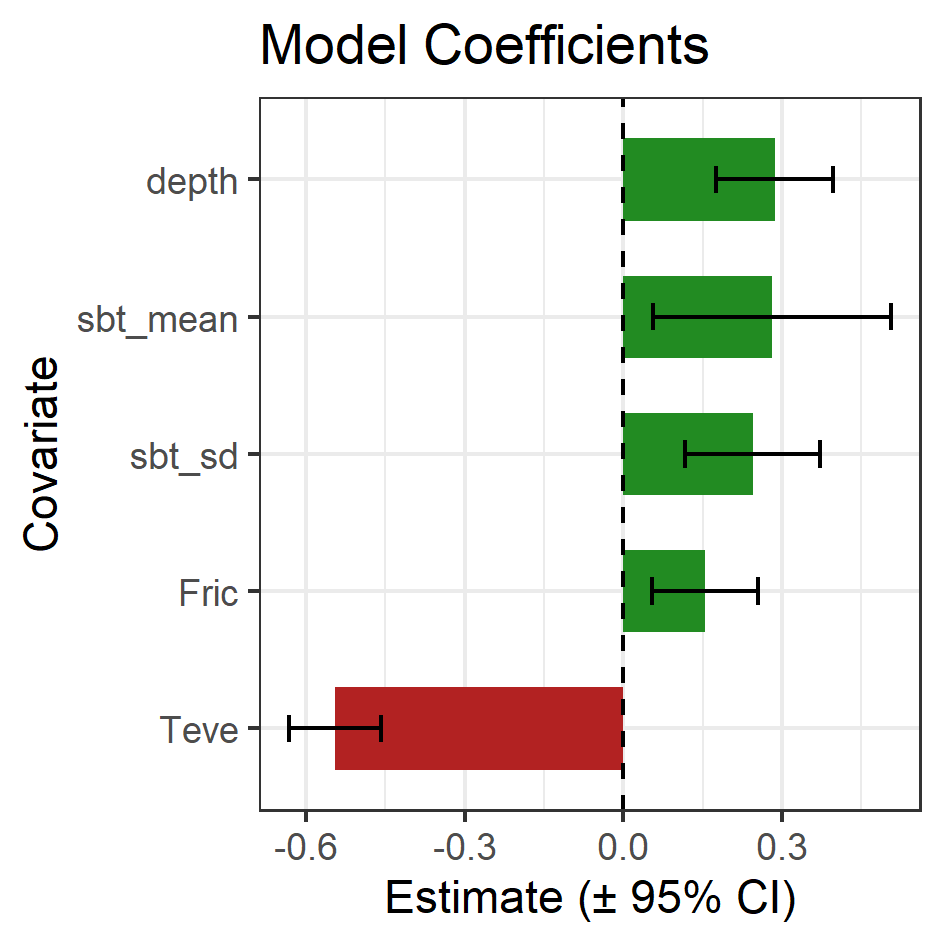 Model Coefficients
Covariate
depth
sbt_mean
sbt_sd
Fric
Teve
-0.6 -0.3 0.0 0.3
Estimate (± 95% CI)